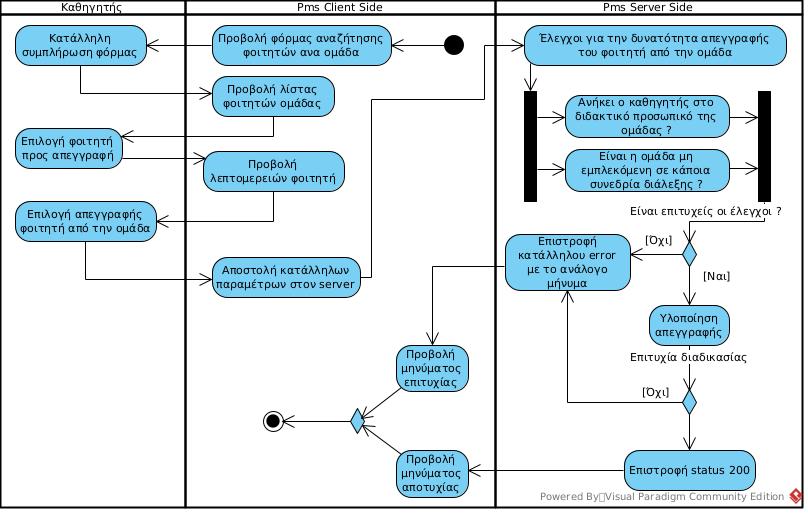 Καθηγητής
Pms Client Side
Pms Server Side
Κατάλληλη
συμπλήρωση φόρμας
Προβολή φόρμας αναζήτησης
φοιτητών ανα ομάδα
Έλεγχοι για την δυνατότητα απεγγραφής
του φοιτητή από την ομάδα
Προβολή λίστας
φοιτητών ομάδας
Ανήκει ο καθηγητής στο
διδακτικό προσωπικό της
ομάδας ?
Επιλογή φοιτητή
προς απεγγραφή
Προβολή
λεπτομερειών φοιτητή
Είναι η ομάδα μη
εμπλεκόμενη σε κάποια
συνεδρία διάλεξης ?
Επιλογή απεγγραφής
φοιτητή από την ομάδα
Είναι επιτυχείς οι έλεγχοι ?
[Όχι]
Επιστροφή
κατάλληλου error
με το ανάλογο
μήνυμα
[Ναι]
Αποστολή κατάλληλων
παραμέτρων στον server
Υλοποίηση
απεγγραφής
Επιτυχία διαδικασίας
Προβολή
μηνύματος
επιτυχίας
[Όχι]
Προβολή
μηνύματος
αποτυχίας
Επιστροφή status 200
Powered By Visual Paradigm Community Edition